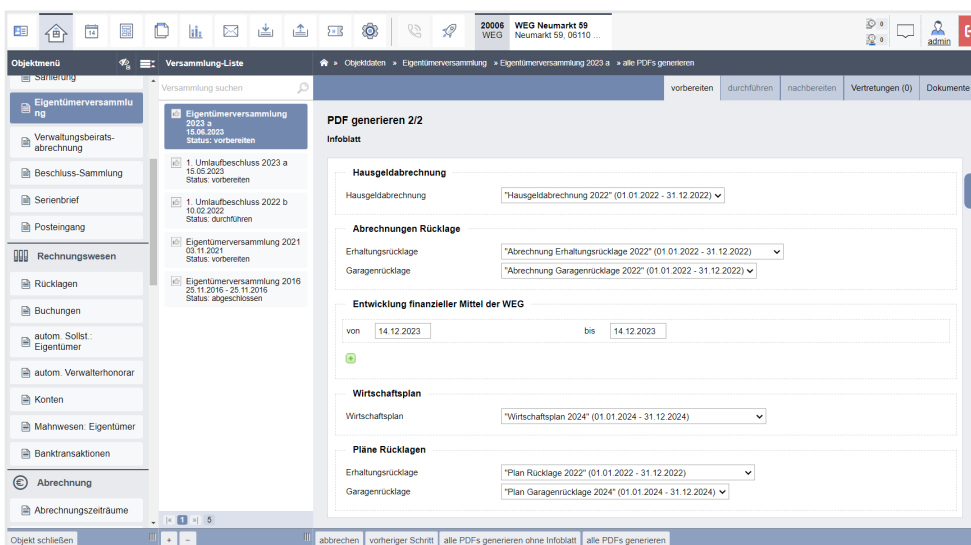 14
20006
WEG
WEG Neumarkt 59
Neumarkt 59, 06110 ...
0
0
admin
Objektmenü
Versammlung-Liste
» Objektdaten » Eigentümerversammlung » Eigentümerversammlung 2023 a » alle PDFs generieren
Sanierung
Eigentümerversammlu
ng
Verwaltungsbeirats-
abrechnung
Beschluss-Sammlung
Serienbrief
Posteingang
Rechnungswesen
Rücklagen
Buchungen
autom. Sollst.:
Eigentümer
autom. Verwalterhonorar
Konten
Mahnwesen: Eigentümer
Banktransaktionen
Abrechnung
Abrechnungszeiträume
Objekt schließen
Versammlung suchen
Eigentümerversammlung
2023 a
15.06.2023
Status: vorbereiten
1. Umlaufbeschluss 2023 a
15.05.2023
Status: vorbereiten
1. Umlaufbeschluss 2022 b
10.02.2022
Status: durchführen
Eigentümerversammlung 2021
03.11.2021
Status: vorbereiten
Eigentümerversammlung 2016
25.11.2016 - 25.11.2016
Status: abgeschlossen
1 5
+ −
vorbereiten durchführen nachbereiten Vertretungen (0) Dokumente
PDF generieren 2/2
Infoblatt
Hausgeldabrechnung
Hausgeldabrechnung "Hausgeldabrechnung 2022" (01.01.2022 - 31.12.2022)
Abrechnungen Rücklage
Erhaltungsrücklage "Abrechnung Erhaltungsrücklage 2022" (01.01.2022 - 31.12.2022)
Garagenrücklage "Abrechnung Garagenrücklage 2022" (01.01.2022 - 31.12.2022)
Entwicklung finanzieller Mittel der WEG
von 14.12.2023 bis 14.12.2023
Wirtschaftsplan
Wirtschaftsplan "Wirtschaftsplan 2024" (01.01.2024 - 31.12.2024)
Pläne Rücklagen
Erhaltungsrücklage "Plan Rücklage 2022" (01.01.2022 - 31.12.2022)
Garagenrücklage "Plan Garagenrücklage 2024" (01.01.2024 - 31.12.2024)
abbrechen vorheriger Schritt alle PDFs generieren ohne Infoblatt alle PDFs generieren